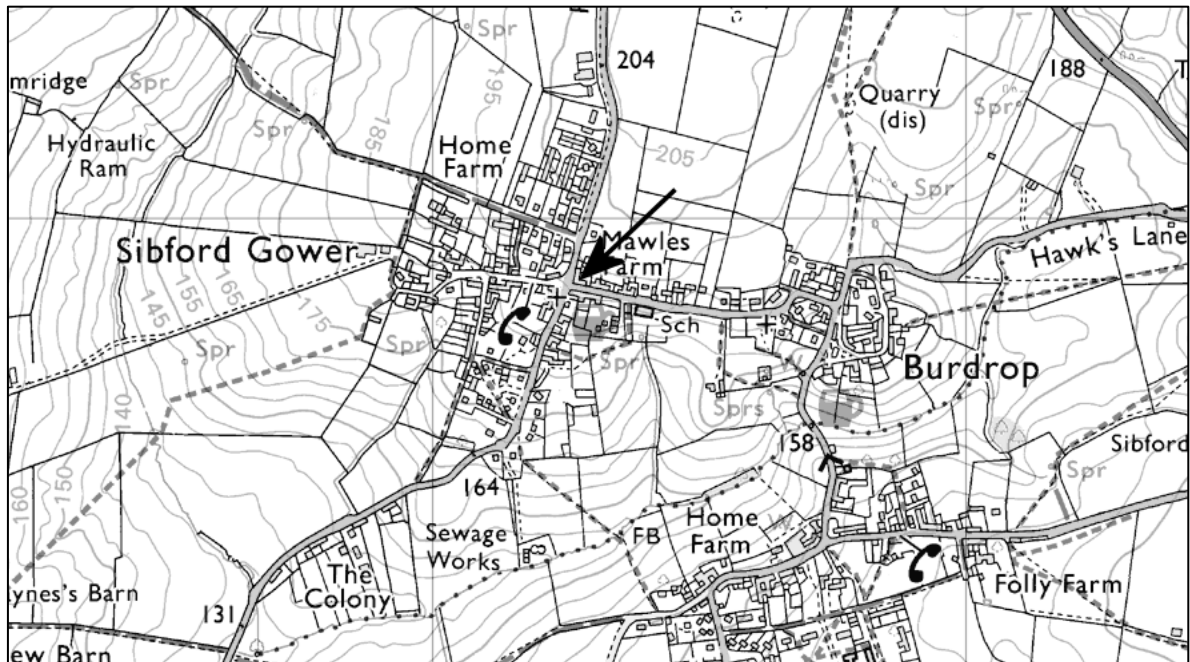 Spr
204
188
Quarry
(dis)
Spr
mridge
Spr
195
Hydraulic
Ram
Spr
185
Home
Farm
205
Spr
Sibford Gower
Mawles
Farm
Hawk's Lane
165
155
145
175
Spr
Spr
Sch
Spr
Burdrop
Sprs
140
158
Sibford
Spr
160
150
164
Sewage
Works
FB
Home
Farm
The
Colony
Folly Farm
ynes's Barn
131
ew Barn